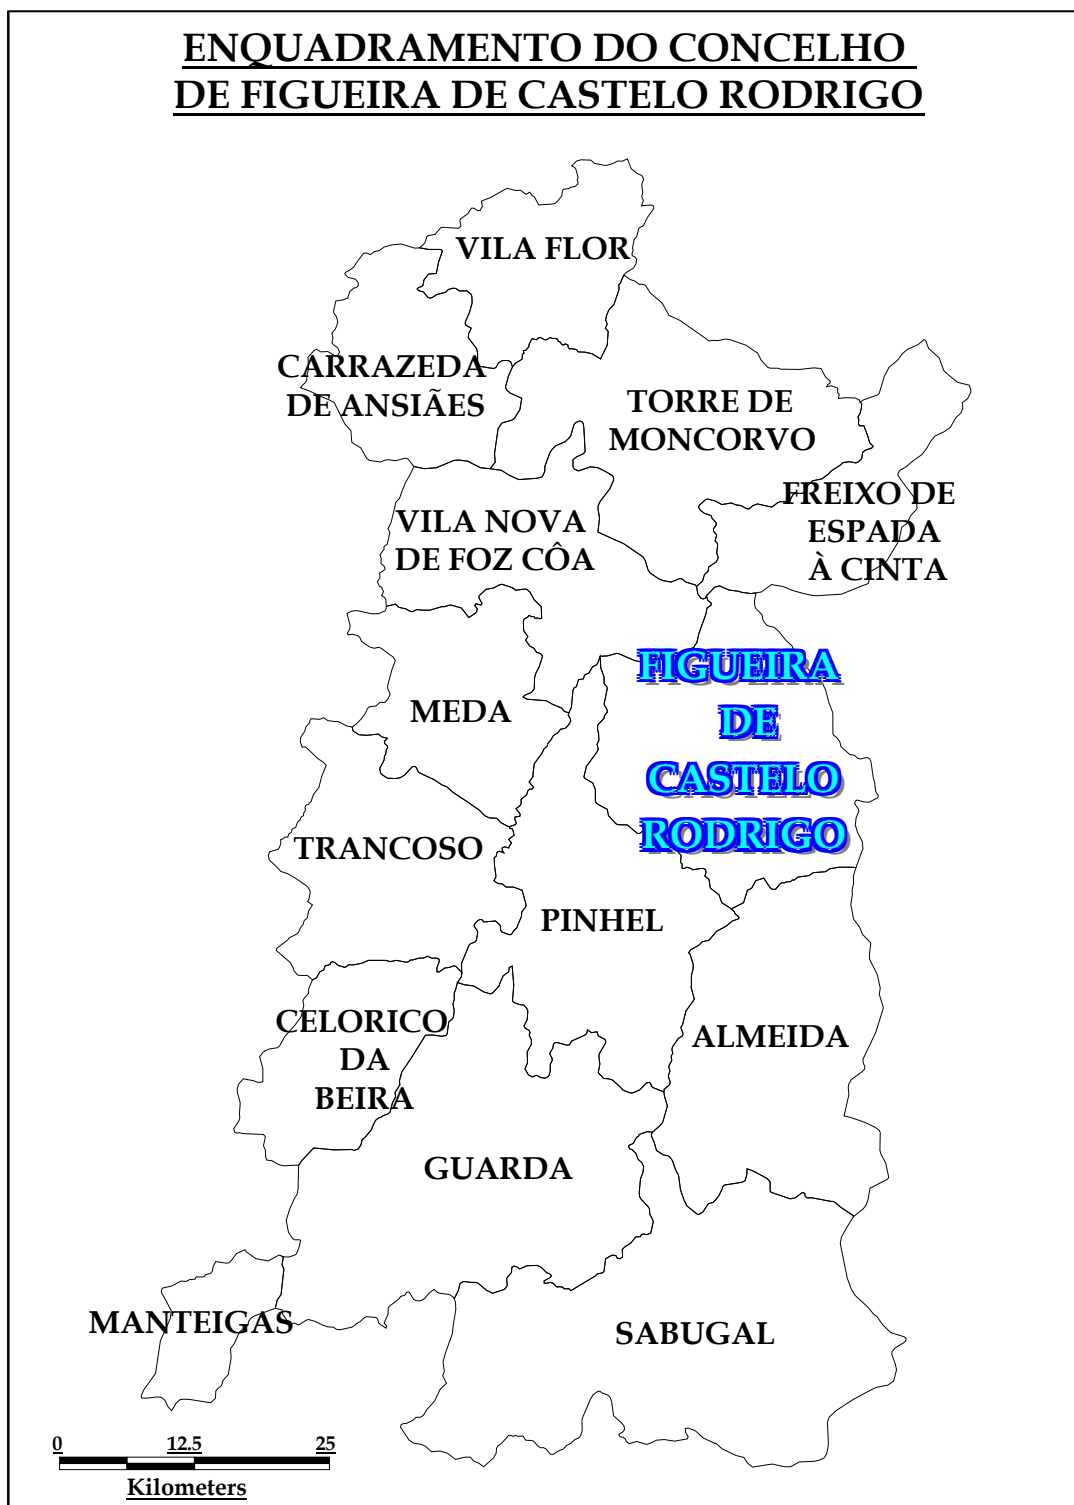 ENQUADRAMENTO DO CONCELHO
DE FIGUEIRA DE CASTELO RODRIGO
VILA FLOR
CARRAZEDA
DE ANSIÃES
TORRE DE
MONCORVO
FREIXO DE
ESPADA
À CINTA
VILA NOVA
DE FOZ CÔA
FIGUEIRA
DE
CASTELO
RODRIGO
MEDA
TRANCOSO
PINHEL
CELORICO
DA
BEIRA
ALMEIDA
GUARDA
MANTEIGAS
SABUGAL
0 12.5 25
Kilometers